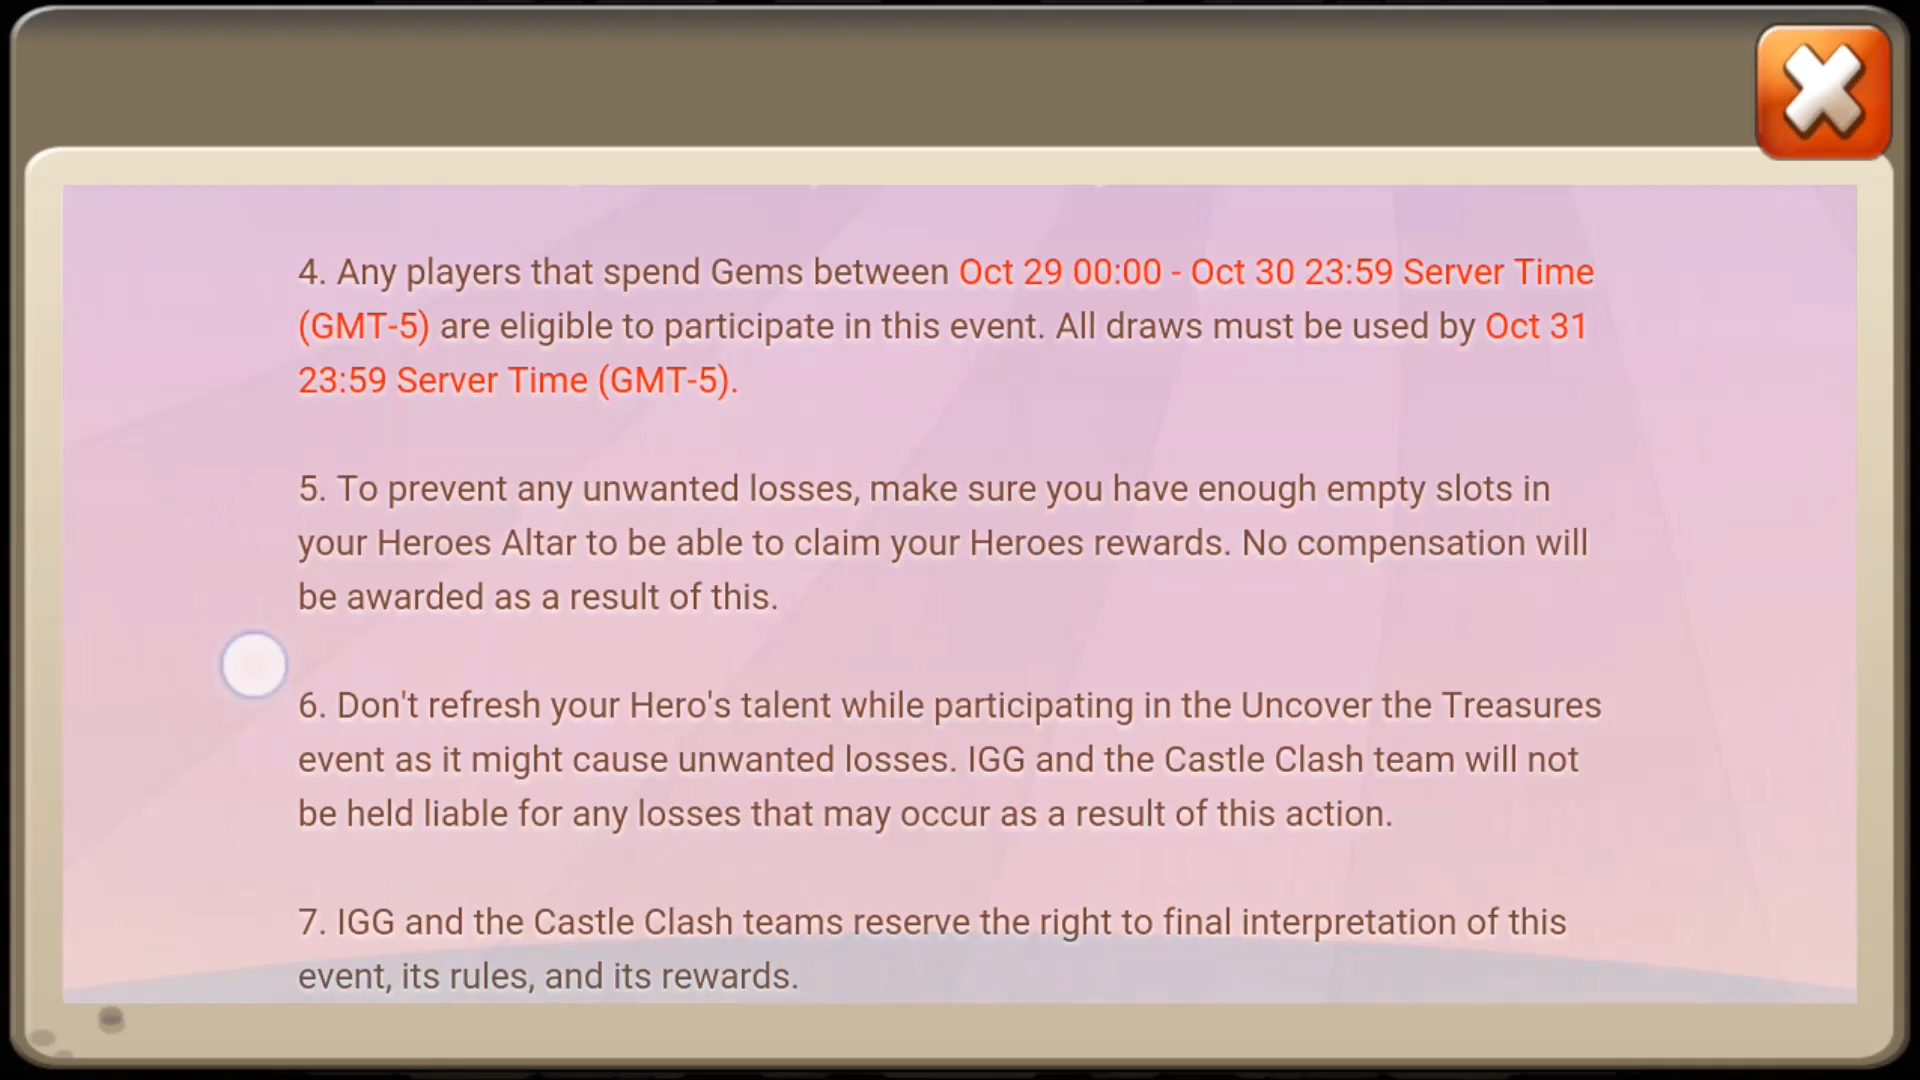 4. Any players that spend Gems between Oct 29 00:00 - Oct 30 23:59 Server Time
(GMT-5) are eligible to participate in this event. All draws must be used by Oct 31
23:59 Server Time (GMT-5).
5. To prevent any unwanted losses, make sure you have enough empty slots in
your Heroes Altar to be able to claim your Heroes rewards. No compensation will
be awarded as a result of this.
6. Don't refresh your Hero's talent while participating in the Uncover the Treasures
event as it might cause unwanted losses. IGG and the Castle Clash team will not
be held liable for any losses that may occur as a result of this action.
7. IGG and the Castle Clash teams reserve the right to final interpretation of this
event, its rules, and its rewards.